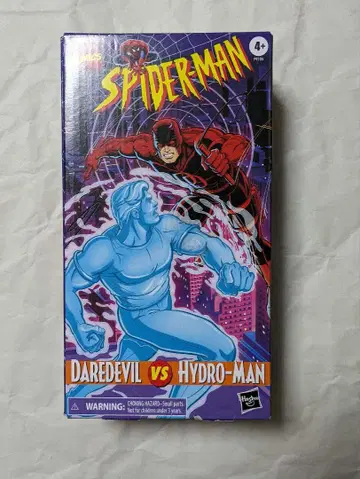 SPIDER-MAN
4+
DAREDEVIL VS HYDRO-MAN
WARNING: CHOKING HAZARD-Small parts.
Not for children under 3 years.
Hasbro